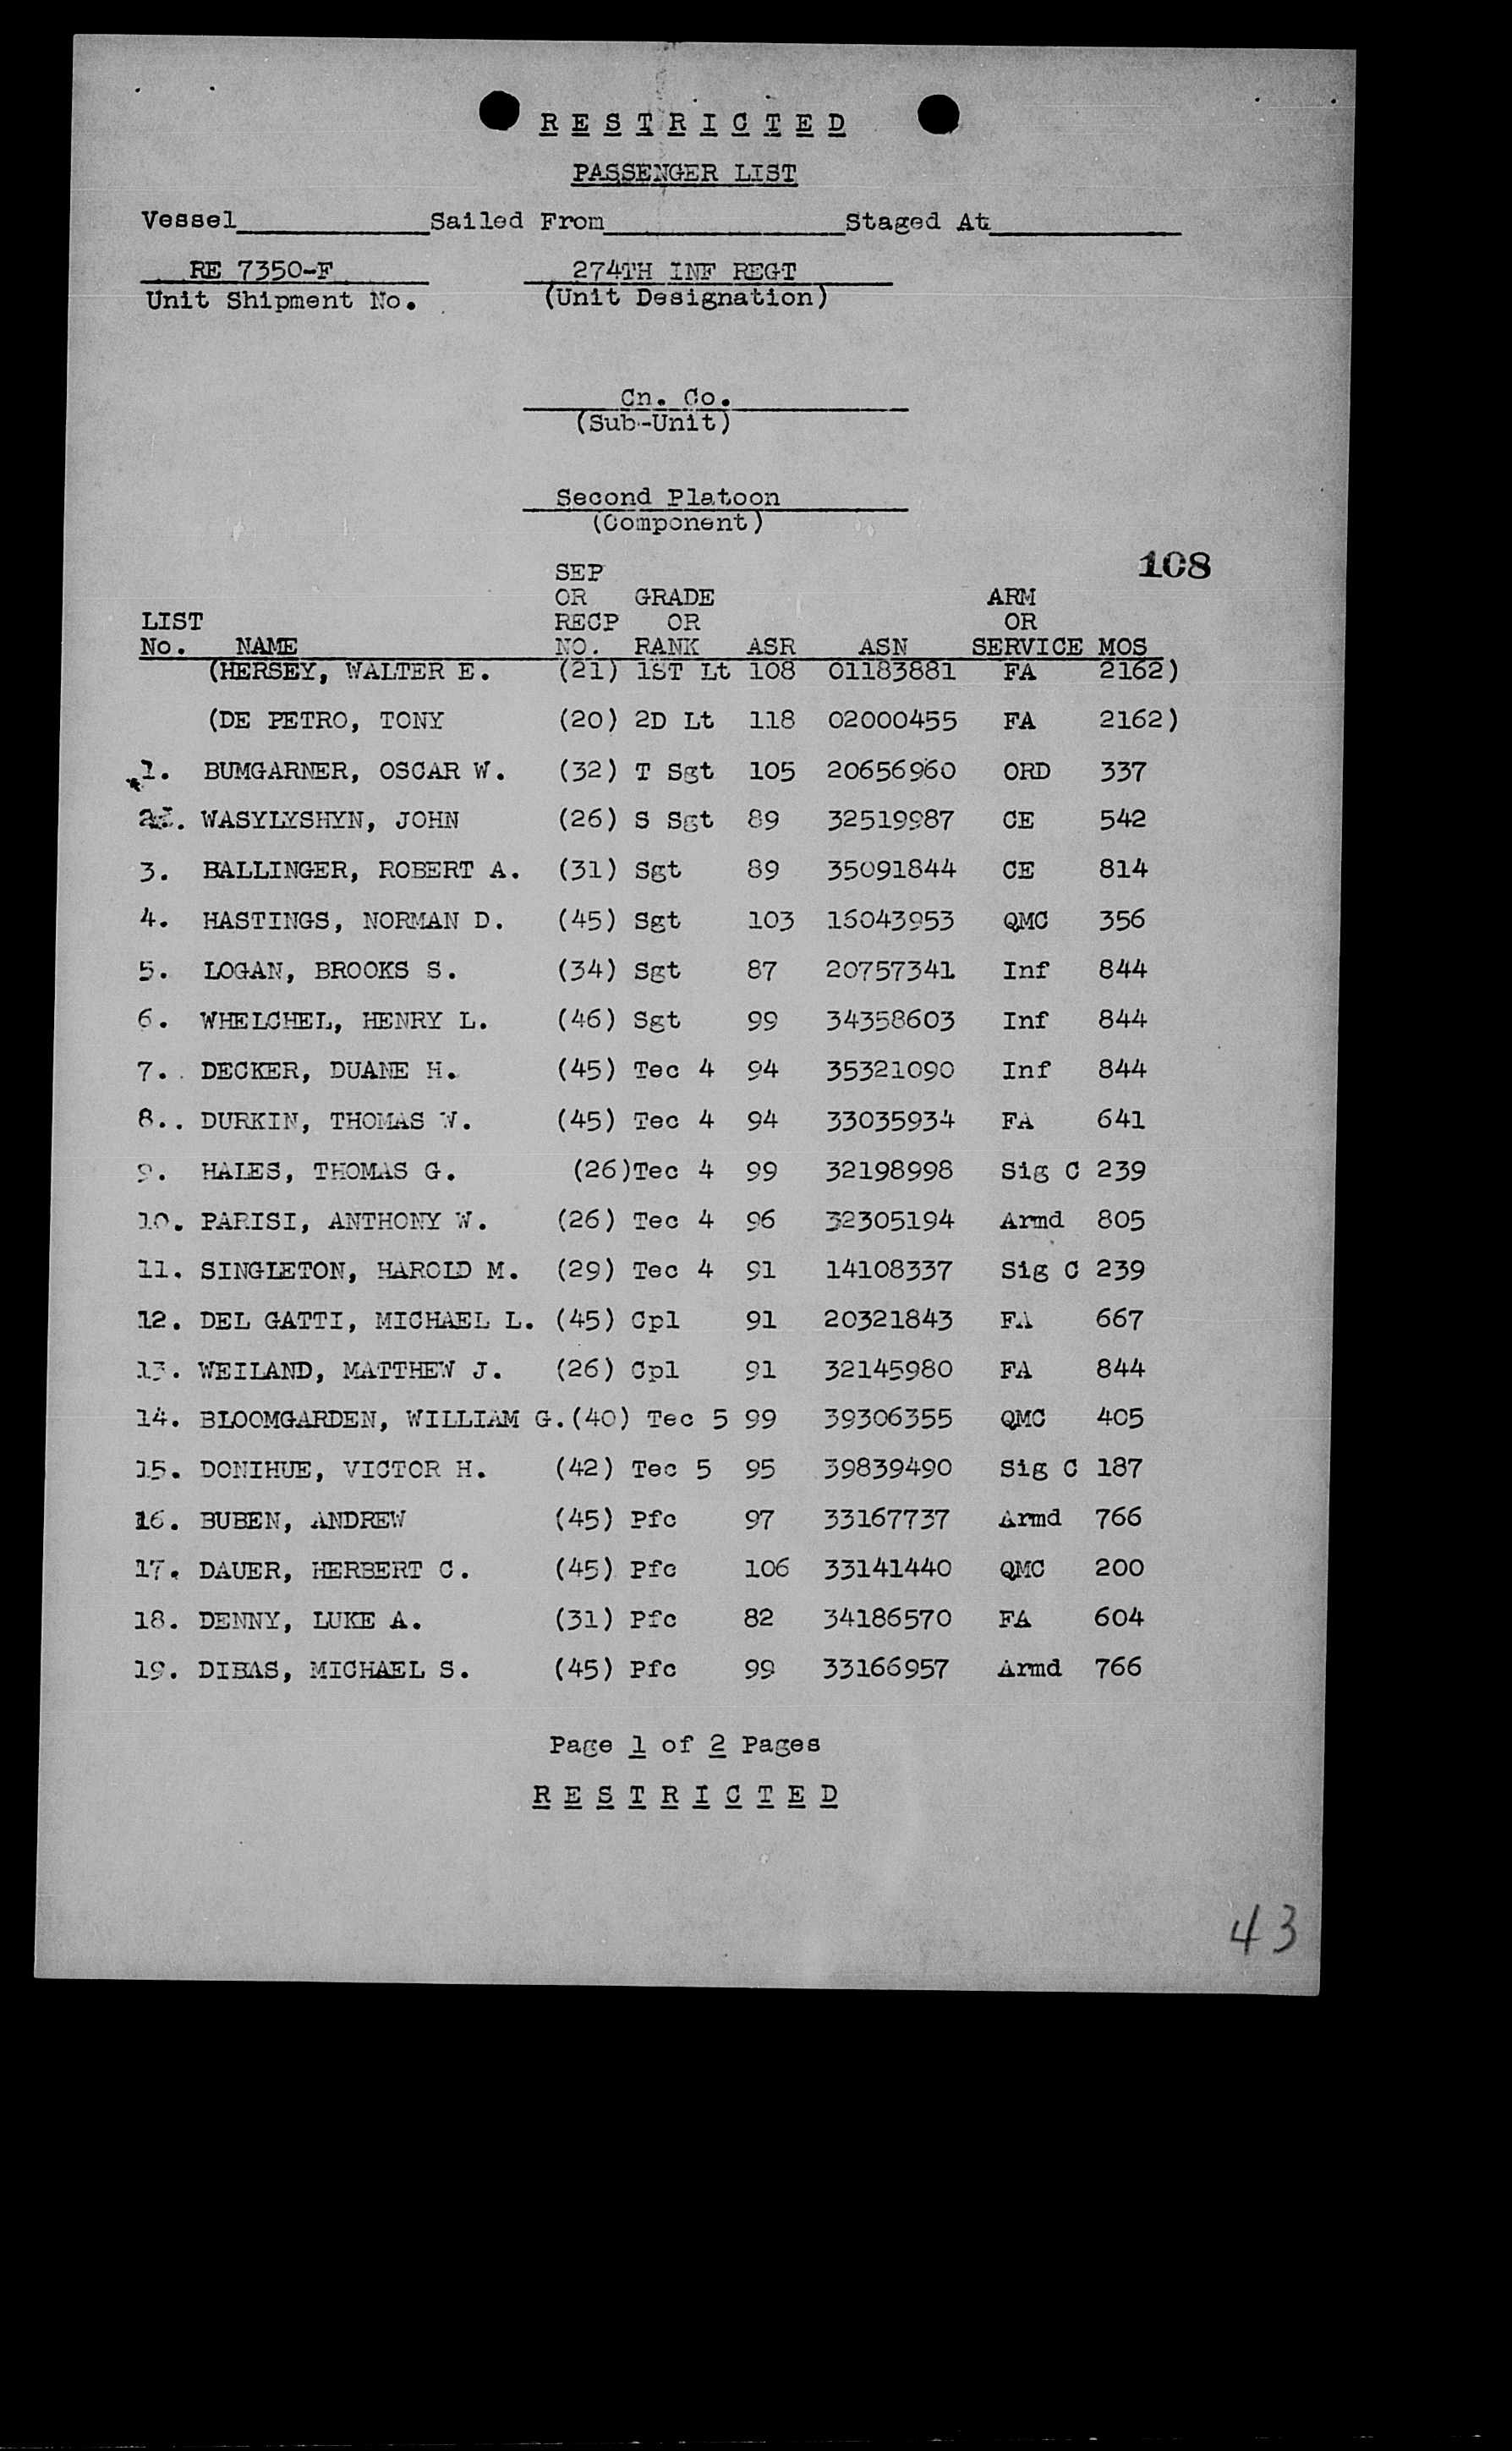 R E S T R I C T E D
PASSENGER LIST
Vessel____________Sailed From_______________Staged At____________
RE 7350-F 274TH INF REGT
Unit Shipment No. (Unit Designation)
Cn. Co.
(Sub-Unit)
Second Platoon
(Component)
108
SEP
OR GRADE ARM
LIST RECP OR OR
No. NAME NO. RANK ASR ASN SERVICE MOS
(HERSEY, WALTER E. (21) 1ST Lt 108 01183881 FA 2162)
(DE PETRO, TONY (20) 2D Lt 118 02000455 FA 2162)
1. BUMGARNER, OSCAR W. (32) T Sgt 105 20656960 ORD 337
2. WASYLYSHYN, JOHN (26) S Sgt 89 32519987 CE 542
3. BALLINGER, ROBERT A. (31) Sgt 89 35091844 CE 814
4. HASTINGS, NORMAN D. (45) Sgt 103 16043953 QMC 356
5. LOGAN, BROOKS S. (34) Sgt 87 20757341 Inf 844
6. WHELCHEL, HENRY L. (46) Sgt 99 34358603 Inf 844
7. DECKER, DUANE H. (45) Tec 4 94 35321090 Inf 844
8.. DURKIN, THOMAS W. (45) Tec 4 94 33035934 FA 641
9. HALES, THOMAS G. (26)Tec 4 99 32198998 Sig C 239
10. PARISI, ANTHONY W. (26) Tec 4 96 32305194 Armd 805
11. SINGLETON, HAROLD M. (29) Tec 4 91 14108337 Sig C 239
12. DEL GATTI, MICHAEL L. (45) Cpl 91 20321843 FA 667
13. WEILAND, MATTHEW J. (26) Cpl 91 32145980 FA 844
14. BLOOMGARDEN, WILLIAM G.(40) Tec 5 99 39306355 QMC 405
15. DONIHUE, VICTOR H. (42) Tec 5 95 39839490 Sig C 187
16. BUBEN, ANDREW (45) Pfc 97 33167737 Armd 766
17. DAUER, HERBERT C. (45) Pfc 106 33141440 QMC 200
18. DENNY, LUKE A. (31) Pfc 82 34186570 FA 604
19. DIBAS, MICHAEL S. (45) Pfc 99 33166957 Armd 766
Page 1 of 2 Pages
R E S T R I C T E D
43